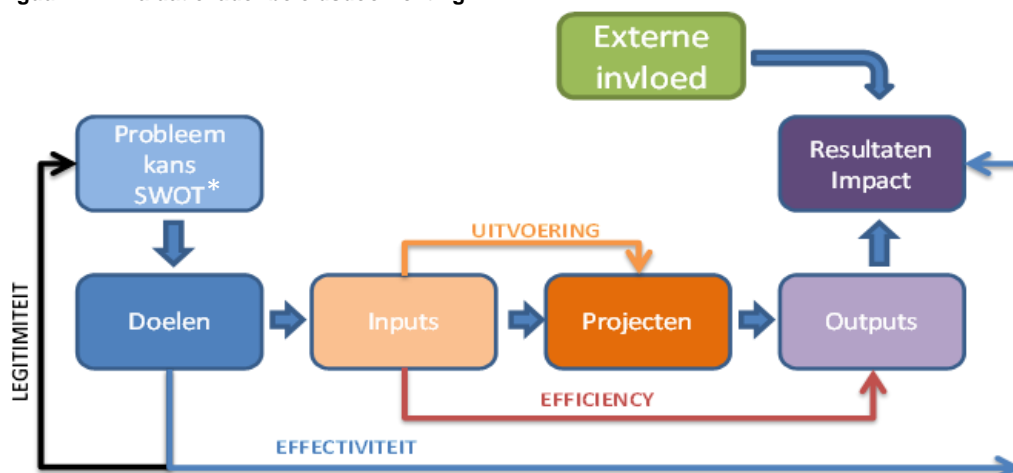 Externe
invloed
Probleem
kans
SWOT*
Resultaten
Impact
UITVOERING
Doelen
Inputs
Projecten
Outputs
LEGITIMITEIT
EFFICIENCY
EFFECTIVITEIT